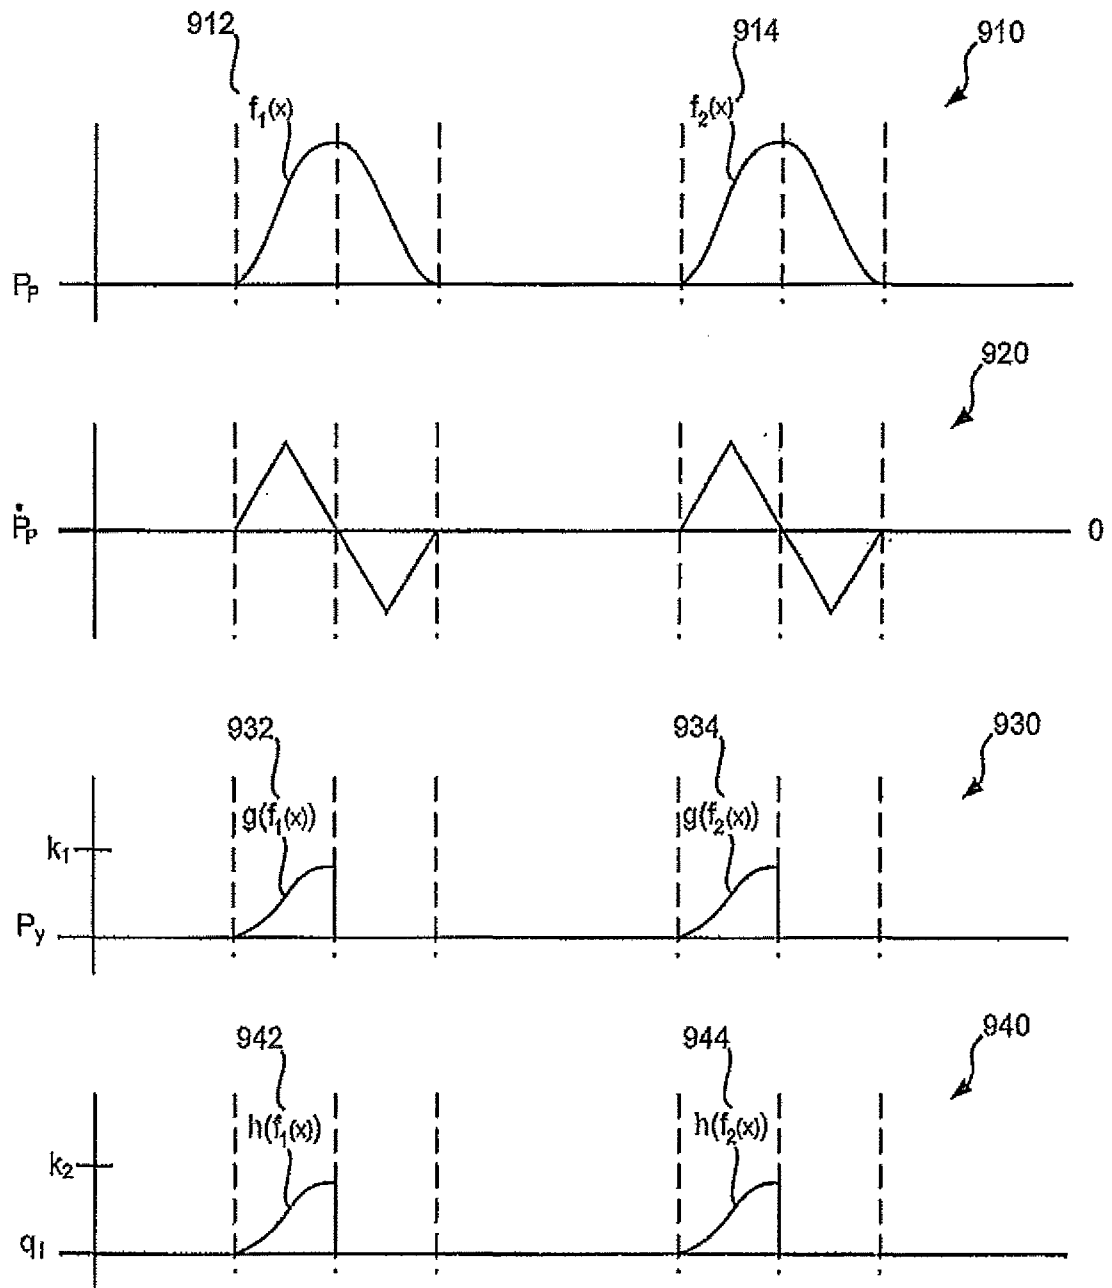 912
914
910
f₁(x)
f₂(x)
Pₚ
920
Ṗₚ
0
932
934
930
g(f₁(x))
g(f₂(x))
k₁
Pᵧ
942
944
940
h(f₁(x))
h(f₂(x))
k₂
q₁